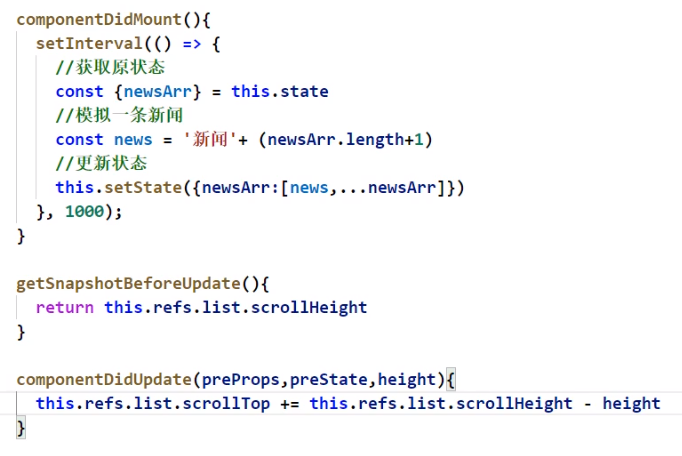 componentDidMount(){
setInterval(() => {
//获取原状态
const {newsArr} = this.state
//模拟一条新闻
const news = '新闻'+ (newsArr.length+1)
//更新状态
this.setState({newsArr:[news,...newsArr]})
}, 1000);
}
getSnapshotBeforeUpdate(){
return this.refs.list.scrollHeight
}
componentDidUpdate(preProps,preState,height){
this.refs.list.scrollTop += this.refs.list.scrollHeight - height
}